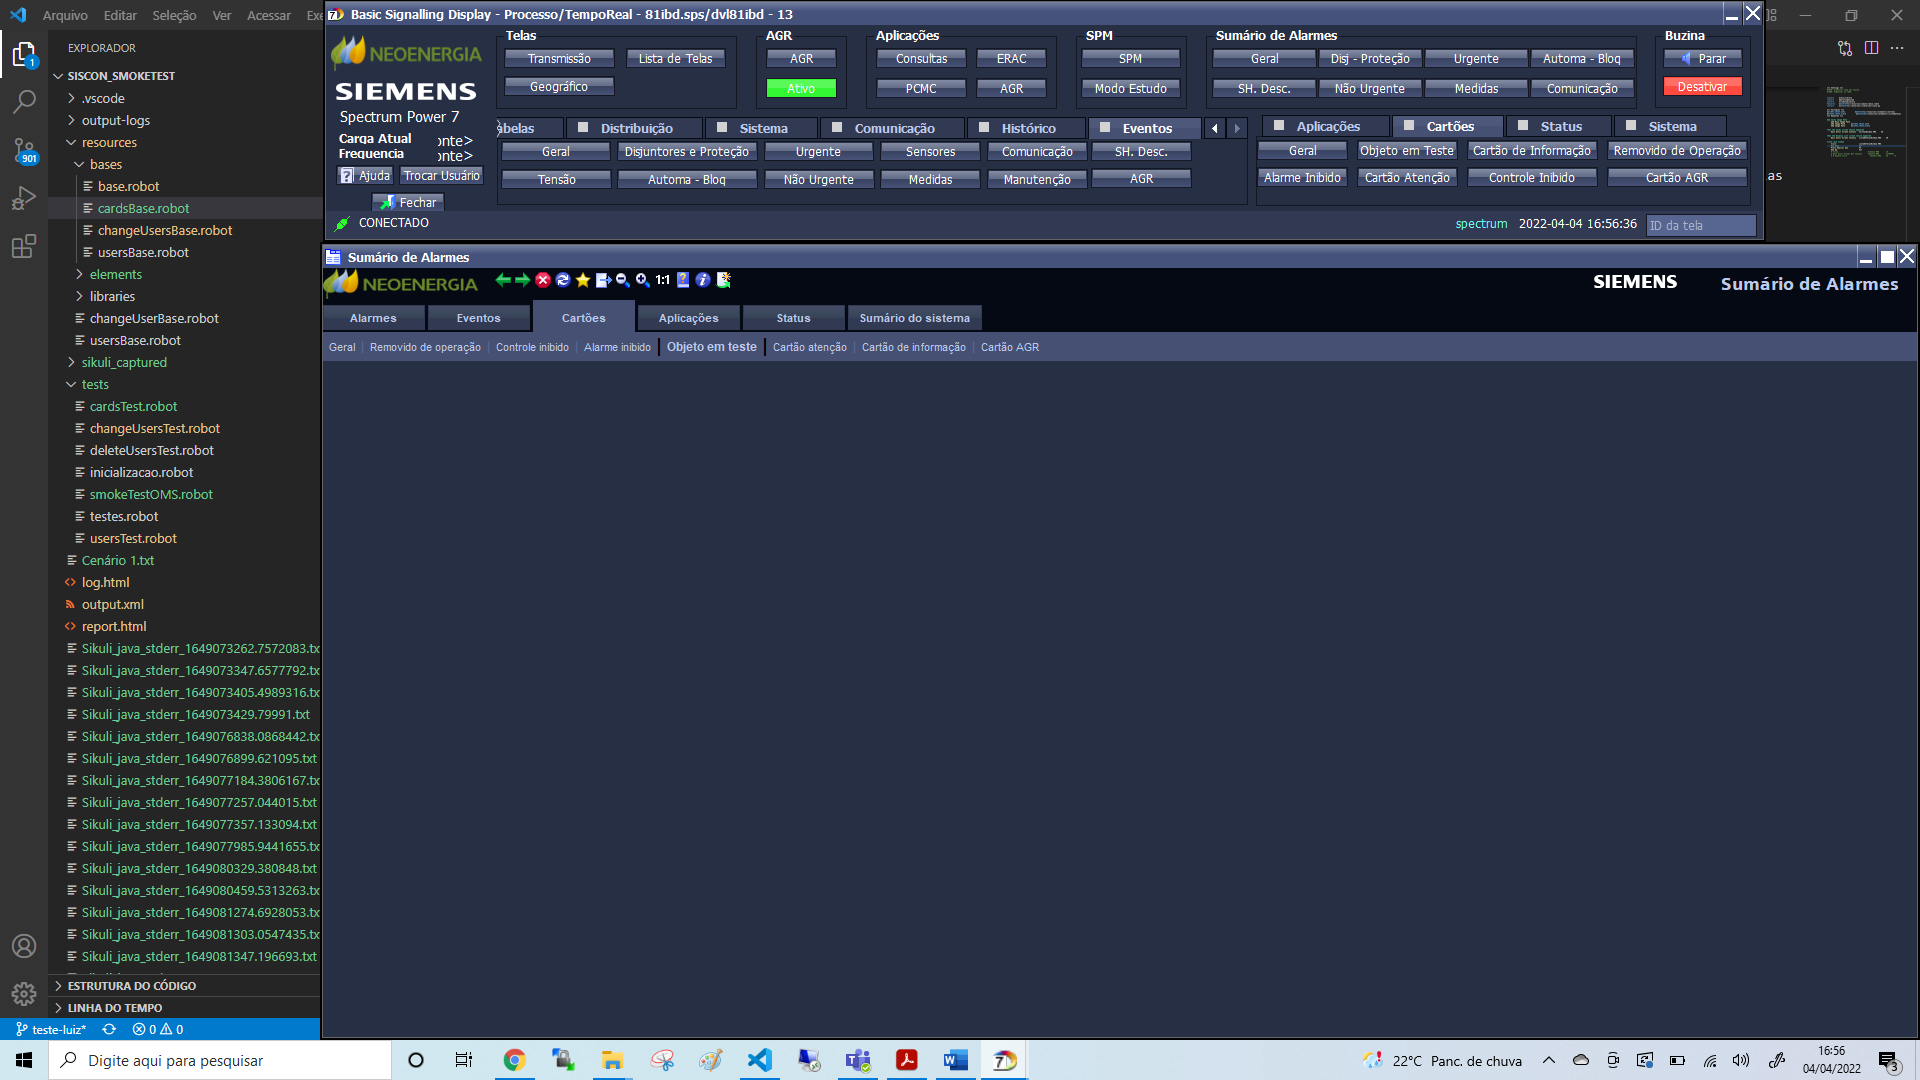 Arquivo Editar Seleção Ver Acessar Exe
Basic Signalling Display - Processo/TempoReal - 81ibd.sps/dvl81ibd - 13
EXPLORADOR
SISCON_SMOKETEST
.vscode
output-logs
resources
bases
base.robot
cardsBase.robot
changeUsersBase.robot
usersBase.robot
elements
libraries
changeUserBase.robot
usersBase.robot
sikuli_captured
tests
cardsTest.robot
changeUsersTest.robot
deleteUsersTest.robot
inicializacao.robot
smokeTestOMS.robot
testes.robot
usersTest.robot
Cenário 1.txt
log.html
output.xml
report.html
Sikuli_java_stderr_1649073262.7572083.tx
Sikuli_java_stderr_1649073347.6577792.tx
Sikuli_java_stderr_1649073405.4989316.tx
Sikuli_java_stderr_1649073429.79991.txt
Sikuli_java_stderr_1649076838.0868442.tx
Sikuli_java_stderr_1649076899.621095.txt
Sikuli_java_stderr_1649077184.3806167.tx
Sikuli_java_stderr_1649077257.044015.txt
Sikuli_java_stderr_1649077357.133094.txt
Sikuli_java_stderr_1649077985.9441655.tx
Sikuli_java_stderr_1649080329.380848.txt
Sikuli_java_stderr_1649080459.5313263.tx
Sikuli_java_stderr_1649081274.6928053.tx
Sikuli_java_stderr_1649081303.0547435.tx
Sikuli_java_stderr_1649081347.196693.txt
ESTRUTURA DO CÓDIGO
LINHA DO TEMPO
teste-luiz* 0 0
1
901
NEOENERGIA
SIEMENS
Spectrum Power 7
Carga Atual onte>
Frequencia onte>
Ajuda Trocar Usuário
Fechar
CONECTADO
Telas AGR Aplicações SPM Sumário de Alarmes Buzina
Transmissão Lista de Telas AGR Consultas ERAC SPM Geral Disj - Proteção Urgente Automa - Bloq Parar
Geográfico Ativo PCMC AGR Modo Estudo SH. Desc. Não Urgente Medidas Comunicação Desativar
abelas Distribuição Sistema Comunicação Histórico Eventos Aplicações Cartões Status Sistema
Geral Disjuntores e Proteção Urgente Sensores Comunicação SH. Desc. Geral Objeto em Teste Cartão de Informação Removido de Operação
Tensão Automa - Bloq Não Urgente Medidas Manutenção AGR Alarme Inibido Cartão Atenção Controle Inibido Cartão AGR
as
spectrum 2022-04-04 16:56:36 ID da tela
Sumário de Alarmes
NEOENERGIA 1:1 SIEMENS Sumário de Alarmes
Alarmes Eventos Cartões Aplicações Status Sumário do sistema
Geral Removido de operação Controle inibido Alarme inibido Objeto em teste Cartão atenção Cartão de informação Cartão AGR
Digite aqui para pesquisar
22°C Panc. de chuva
16:56
04/04/2022
3